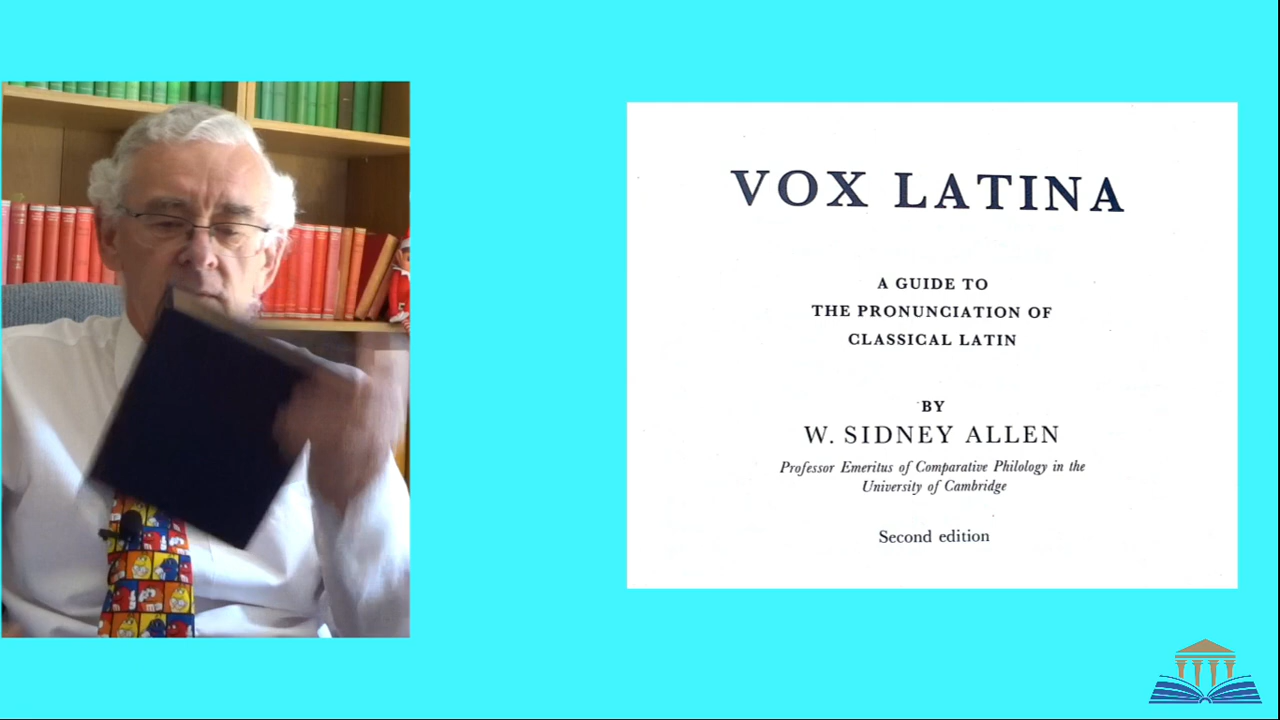 VOX LATINA
A GUIDE TO
THE PRONUNCIATION OF
CLASSICAL LATIN
BY
W. SIDNEY ALLEN
Professor Emeritus of Comparative Philology in the
University of Cambridge
Second edition